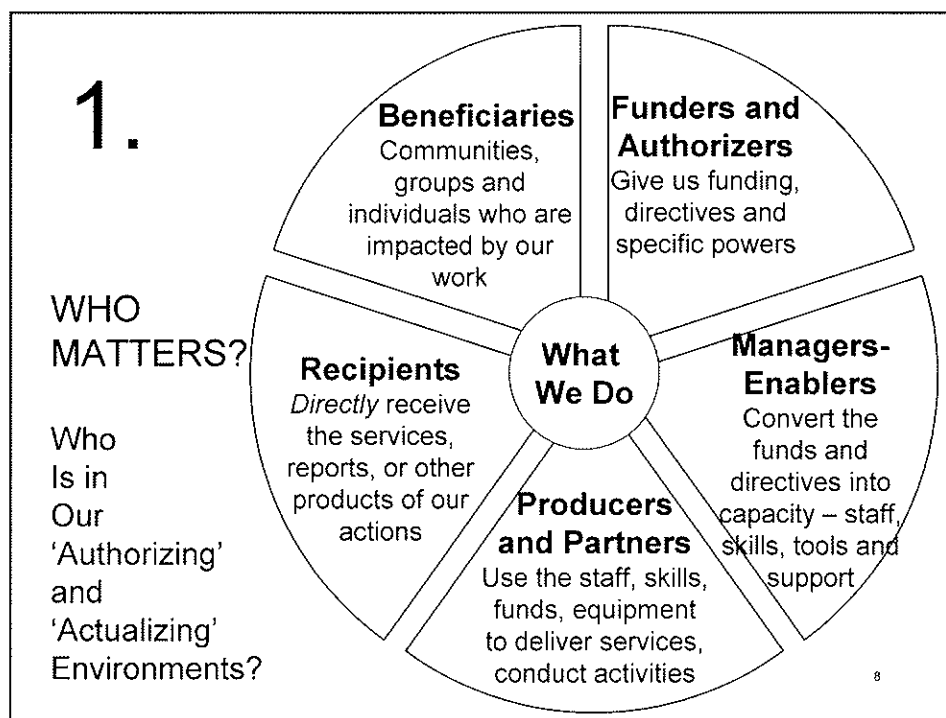 1.
WHO
MATTERS?
Who
Is in
Our
‘Authorizing’
and
‘Actualizing’
Environments?
Beneficiaries
Communities,
groups and
individuals who are
impacted by our
work
Funders and
Authorizers
Give us funding,
directives and
specific powers
Managers-
Enablers
Convert the
funds and
directives into
capacity – staff,
skills, tools and
support
Producers
and Partners
Use the staff, skills,
funds, equipment
to deliver services,
conduct activities
Recipients
Directly receive
the services,
reports, or other
products of our
actions
What
We Do
8